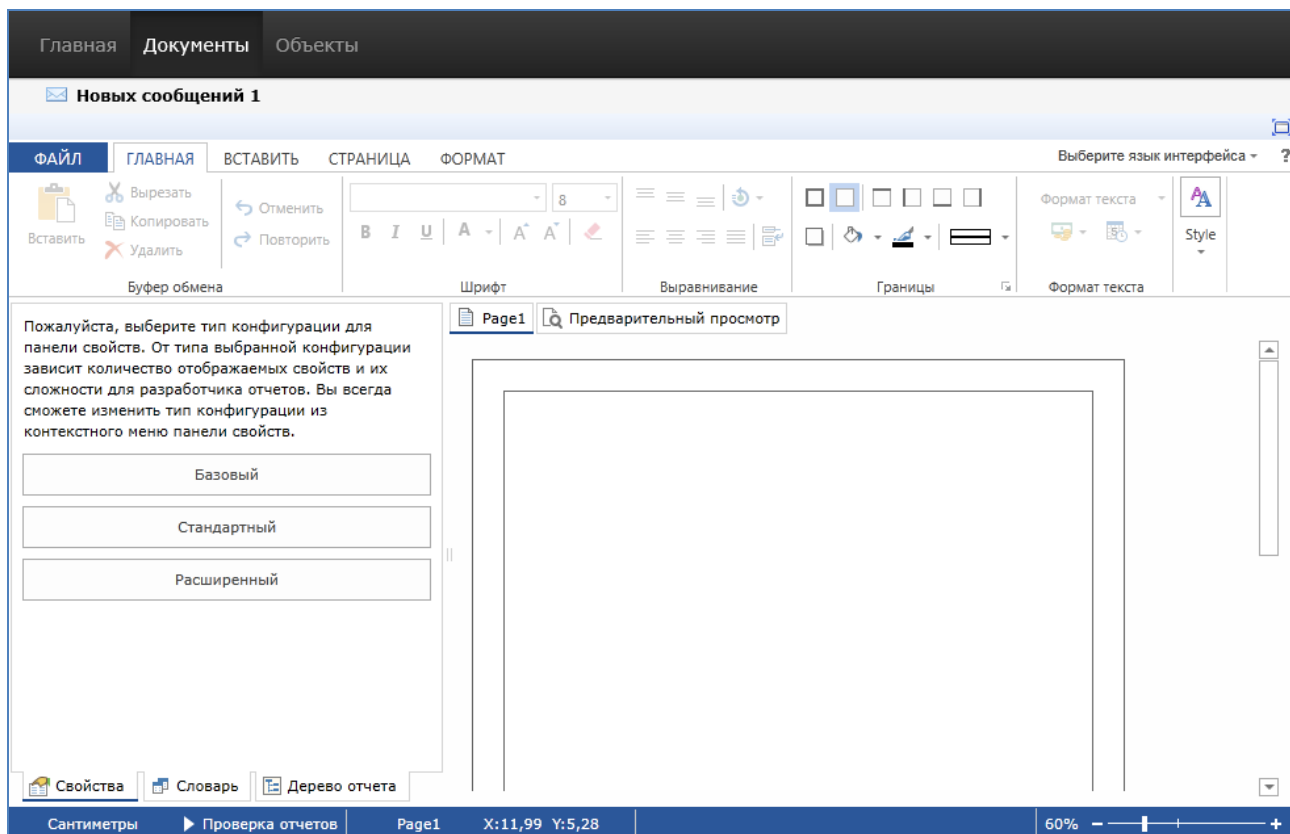 Главная Документы Объекты
Новых сообщений 1
ФАЙЛ ГЛАВНАЯ ВСТАВИТЬ СТРАНИЦА ФОРМАТ Выберите язык интерфейса ?
Вставить
Вырезать
Копировать
Удалить
Отменить
Повторить
Буфер обмена
8
B I U A A A
Шрифт
Выравнивание
Границы
Формат текста
Формат текста
Style
Пожалуйста, выберите тип конфигурации для
панели свойств. От типа выбранной конфигурации
зависит количество отображаемых свойств и их
сложности для разработчика отчетов. Вы всегда
сможете изменить тип конфигурации из
контекстного меню панели свойств.
Базовый
Стандартный
Расширенный
Page1 Предварительный просмотр
Свойства Словарь Дерево отчета
Сантиметры Проверка отчетов Page1 X:11,99 Y:5,28 60%